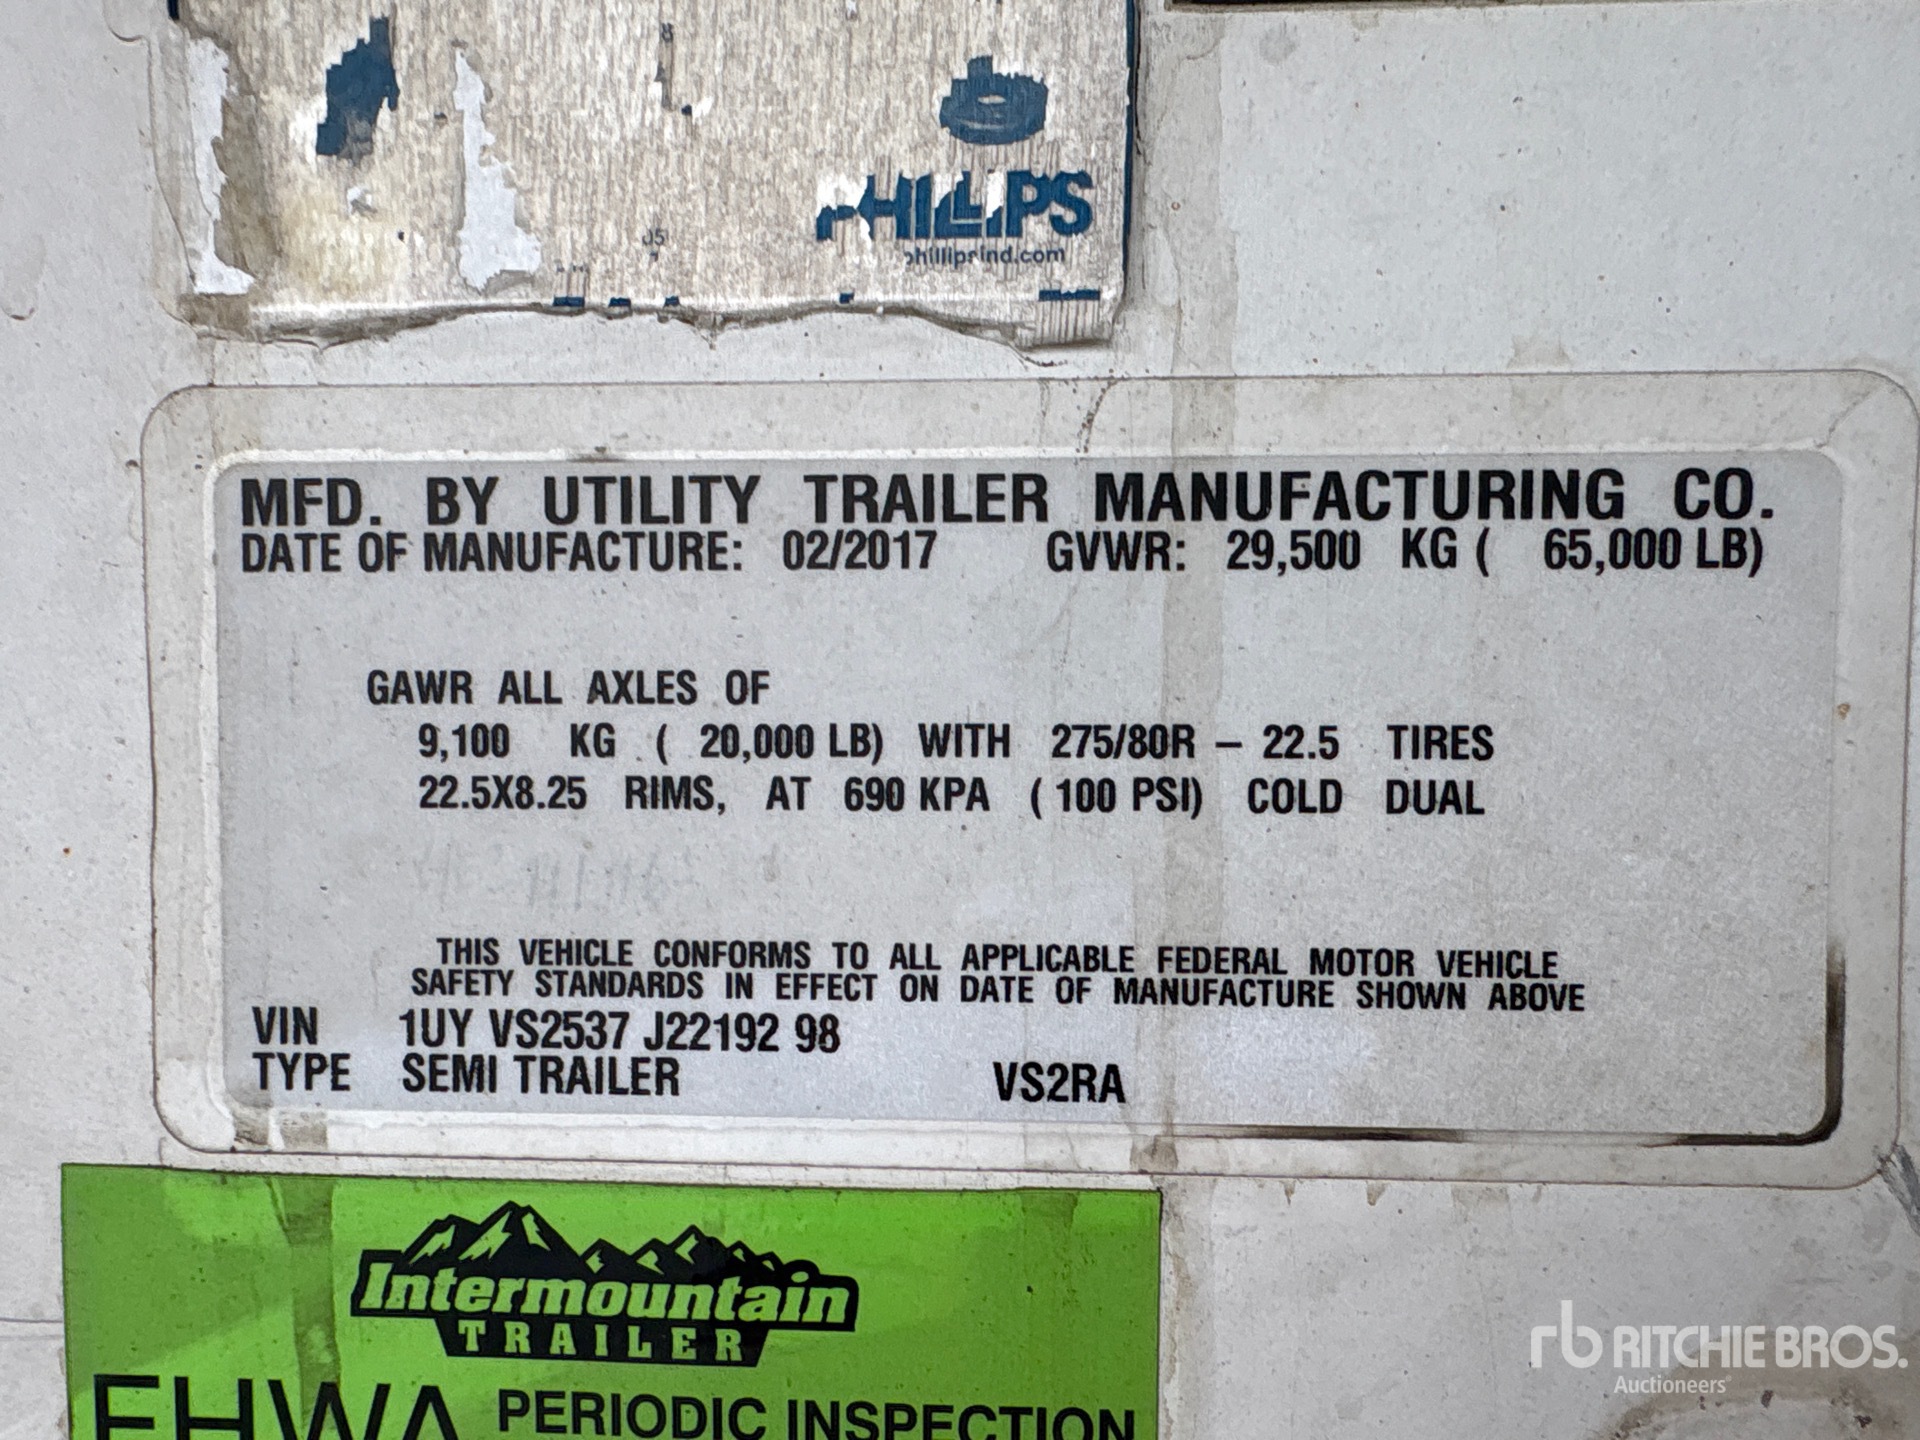 PHILLIPS
phillipsind.com
MFD. BY UTILITY TRAILER MANUFACTURING CO.
DATE OF MANUFACTURE: 02/2017 GVWR: 29,500 KG ( 65,000 LB)
GAWR ALL AXLES OF
9,100 KG ( 20,000 LB) WITH 275/80R – 22.5 TIRES
22.5X8.25 RIMS, AT 690 KPA ( 100 PSI) COLD DUAL
THIS VEHICLE CONFORMS TO ALL APPLICABLE FEDERAL MOTOR VEHICLE
SAFETY STANDARDS IN EFFECT ON DATE OF MANUFACTURE SHOWN ABOVE
VIN 1UY VS2537 J22192 98
TYPE SEMI TRAILER VS2RA
Intermountain
TRAILER
FHWA PERIODIC INSPECTION
rb RITCHIE BROS.
Auctioneers